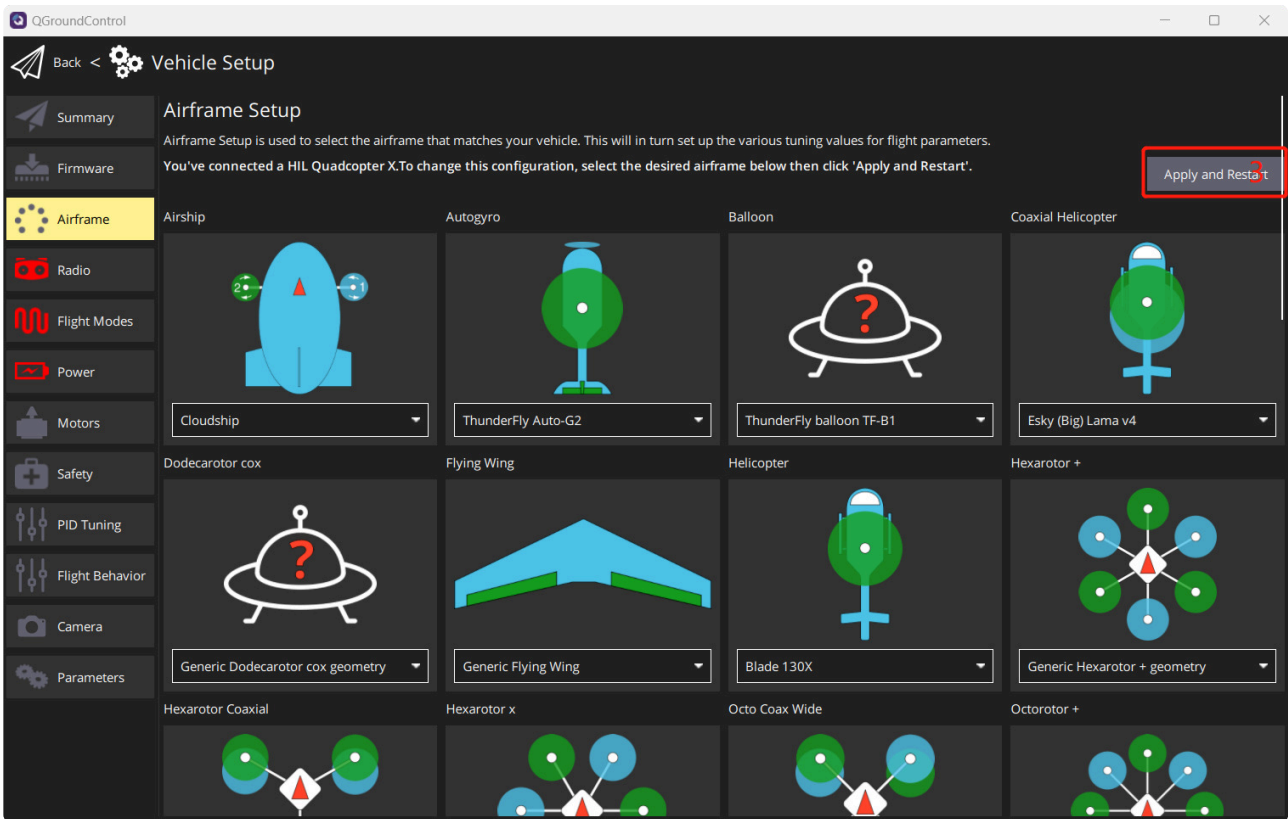 QGroundControl
Back < Vehicle Setup
Summary
Firmware
Airframe
Radio
Flight Modes
Power
Motors
Safety
PID Tuning
Flight Behavior
Camera
Parameters
Airframe Setup
Airframe Setup is used to select the airframe that matches your vehicle. This will in turn set up the various tuning values for flight parameters.
You've connected a HIL Quadcopter X.To change this configuration, select the desired airframe below then click 'Apply and Restart'.
Apply and Restart
3
Airship
Autogyro
Balloon
Coaxial Helicopter
2
1
?
Cloudship
ThunderFly Auto-G2
ThunderFly balloon TF-B1
Esky (Big) Lama v4
Dodecarotor cox
Flying Wing
Helicopter
Hexarotor +
?
Generic Dodecarotor cox geometry
Generic Flying Wing
Blade 130X
Generic Hexarotor + geometry
Hexarotor Coaxial
Hexarotor x
Octo Coax Wide
Octorotor +